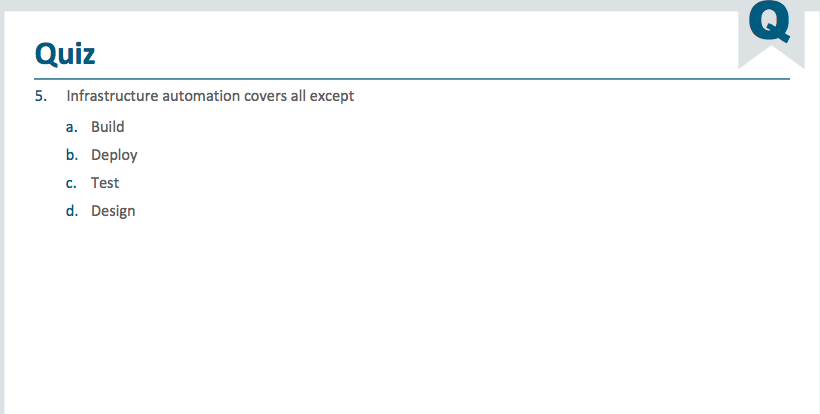 Q
Quiz
5. Infrastructure automation covers all except
a. Build
b. Deploy
c. Test
d. Design